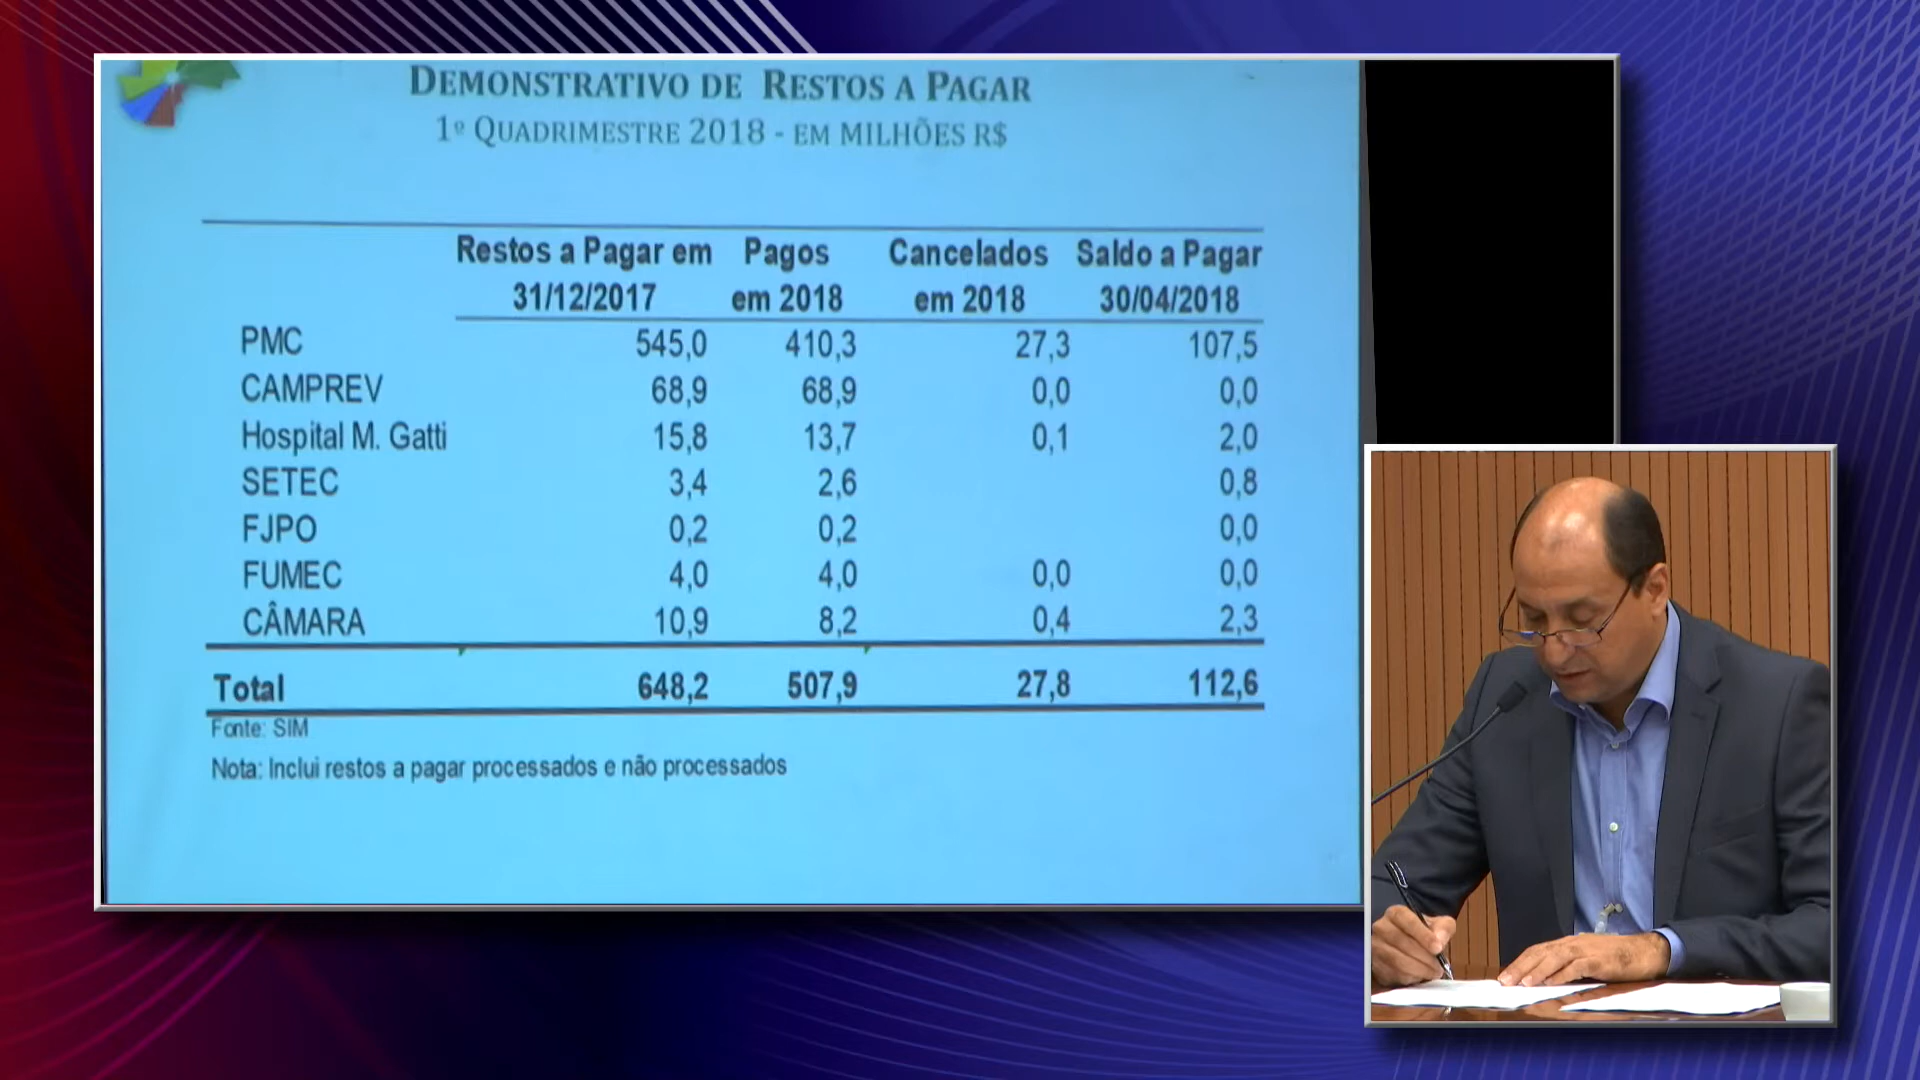 DEMONSTRATIVO DE RESTOS A PAGAR
1º QUADRIMESTRE 2018 - EM MILHÕES R$
Restos a Pagar em 31/12/2017 Pagos em 2018 Cancelados em 2018 Saldo a Pagar 30/04/2018
PMC 545,0 410,3 27,3 107,5
CAMPREV 68,9 68,9 0,0 0,0
Hospital M. Gatti 15,8 13,7 0,1 2,0
SETEC 3,4 2,6 0,8
FJPO 0,2 0,2 0,0
FUMEC 4,0 4,0 0,0 0,0
CÂMARA 10,9 8,2 0,4 2,3
Total 648,2 507,9 27,8 112,6
Fonte: SIM
Nota: Inclui restos a pagar processados e não processados